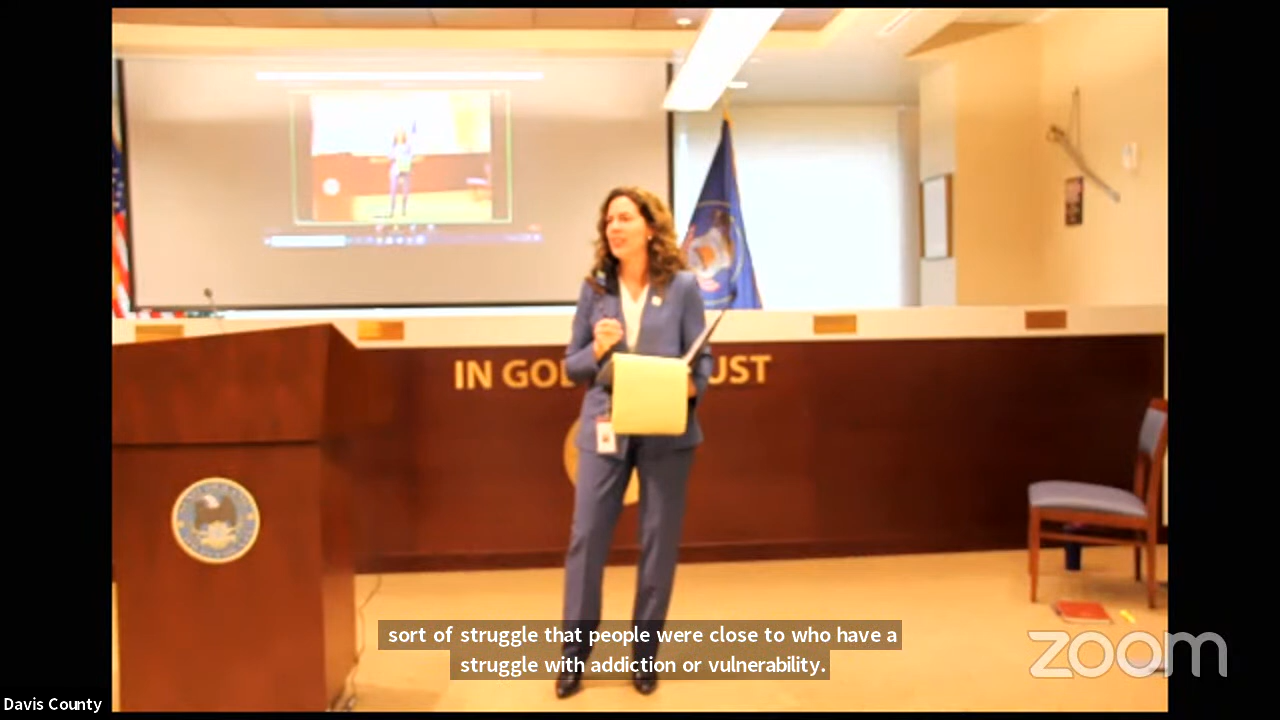 IN GOD
UST
sort of struggle that people were close to who have a
struggle with addiction or vulnerability.
zoom
Davis County